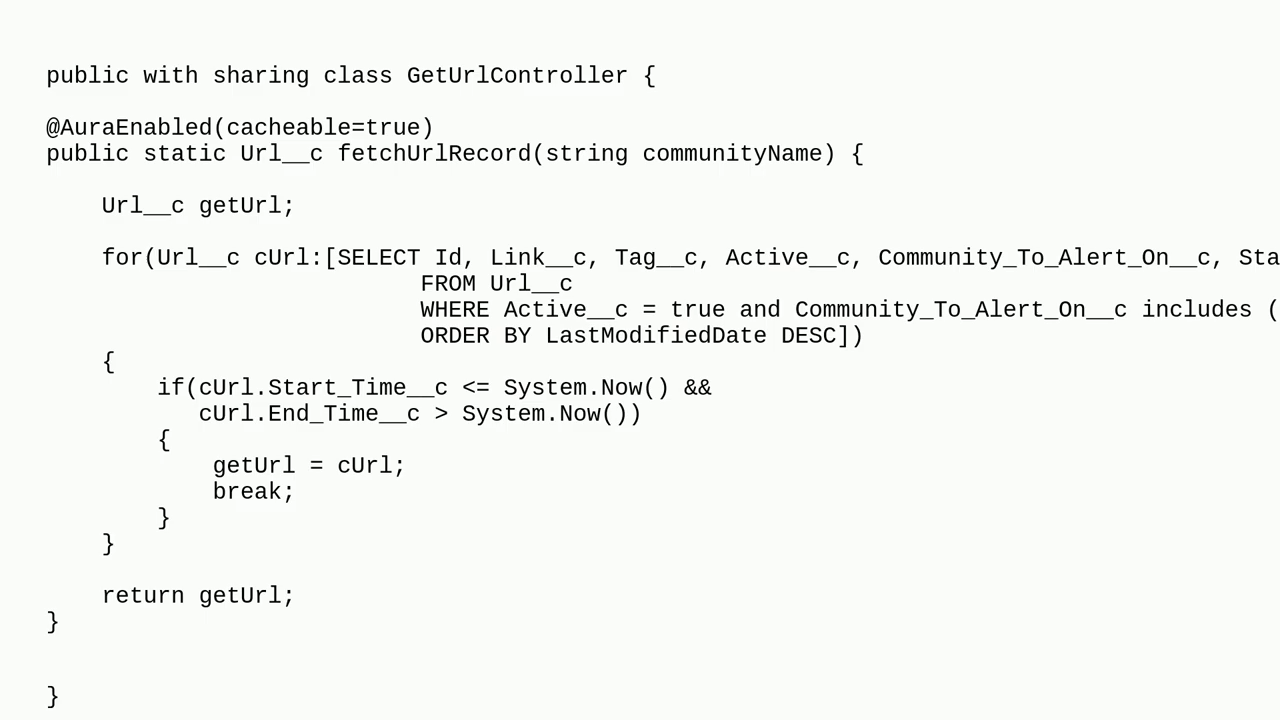 public with sharing class GetUrlController {
@AuraEnabled(cacheable=true)
public static Url__c fetchUrlRecord(string communityName) {
Url__c getUrl;
for(Url__c cUrl:[SELECT Id, Link__c, Tag__c, Active__c, Community_To_Alert_On__c, Sta
FROM Url__c
WHERE Active__c = true and Community_To_Alert_On__c includes (
ORDER BY LastModifiedDate DESC])
{
if(cUrl.Start_Time__c <= System.Now() &&
cUrl.End_Time__c > System.Now())
{
getUrl = cUrl;
break;
}
}
return getUrl;
}
}